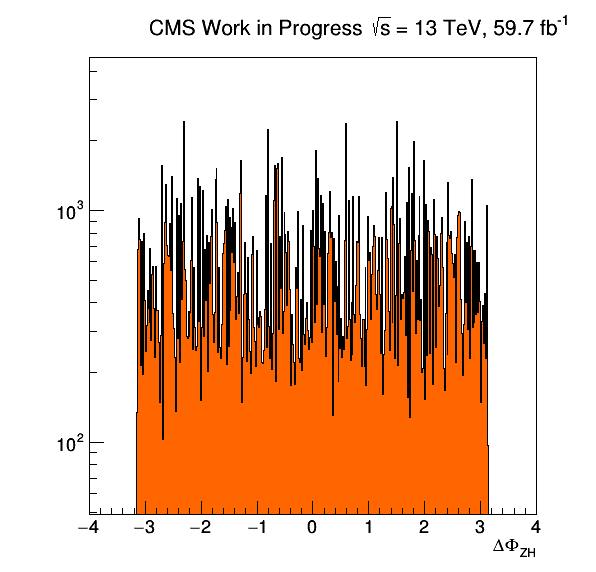 CMS Work in Progress √s = 13 TeV, 59.7 fb⁻¹
10³
10²
−4 −3 −2 −1 0 1 2 3 4
ΔΦ_ZH